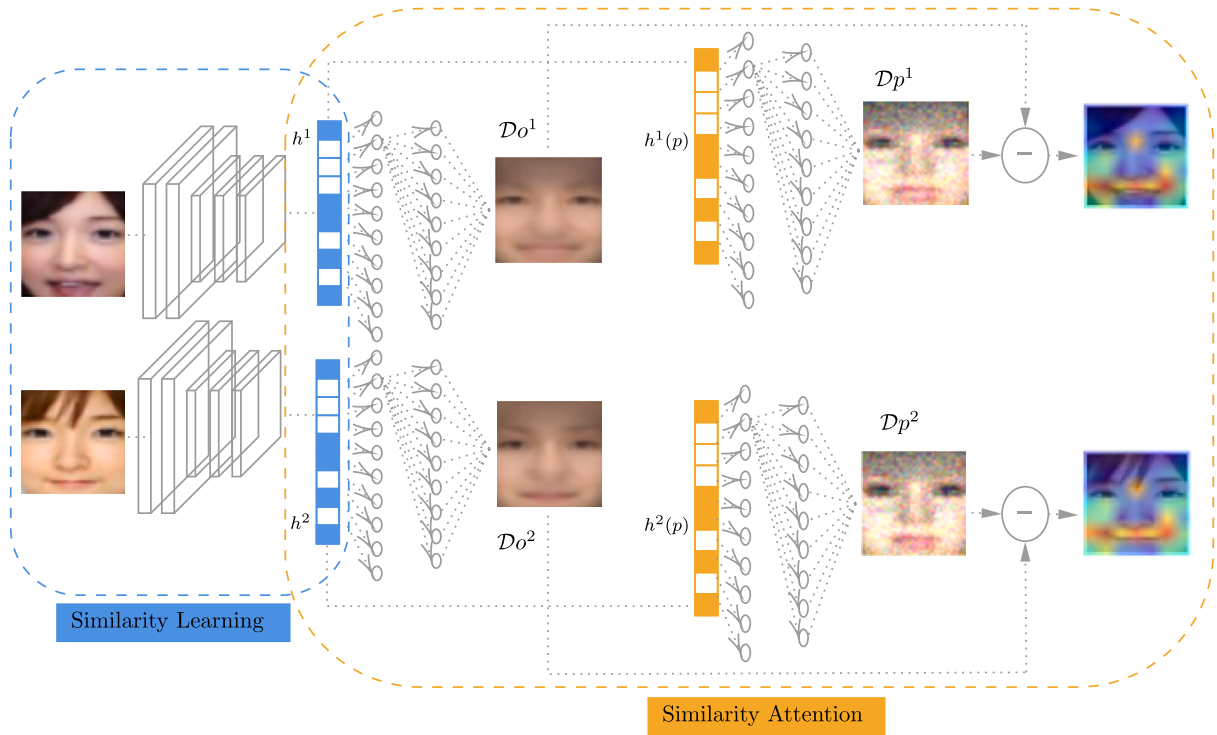 𝒟p¹
𝒟o¹
h¹
h¹(p)
𝒟p²
h²
h²(p)
𝒟o²
−
−
Similarity Learning
Similarity Attention